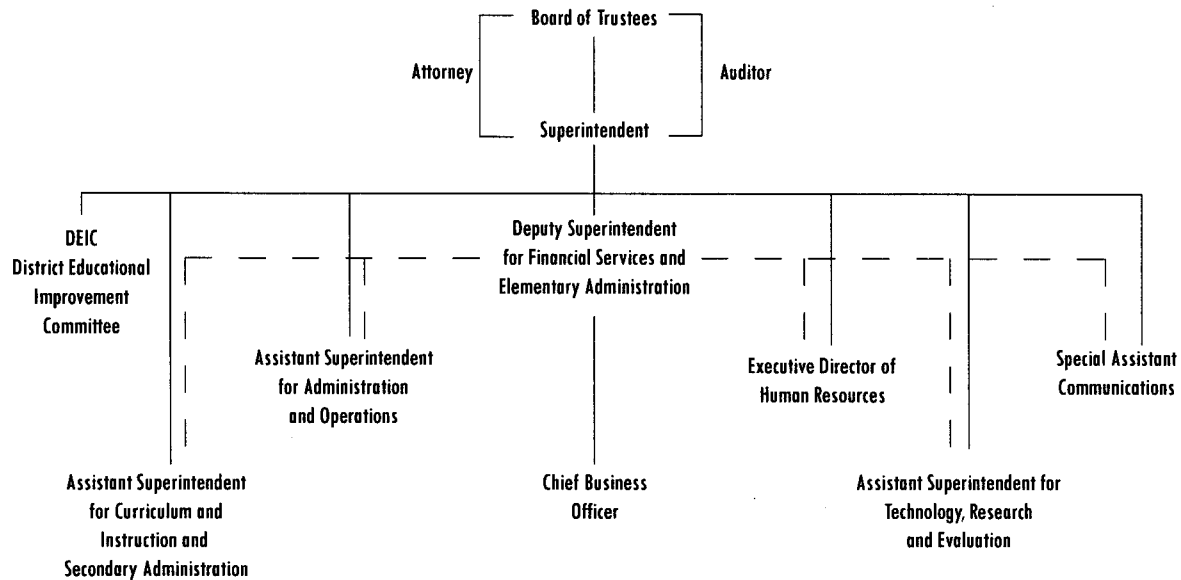 Board of Trustees
Attorney
Auditor
Superintendent
DEIC
District Educational
Improvement
Committee
Deputy Superintendent
for Financial Services and
Elementary Administration
Assistant Superintendent
for Administration
and Operations
Executive Director of
Human Resources
Special Assistant
Communications
Assistant Superintendent
for Curriculum and
Instruction and
Secondary Administration
Chief Business
Officer
Assistant Superintendent for
Technology, Research
and Evaluation